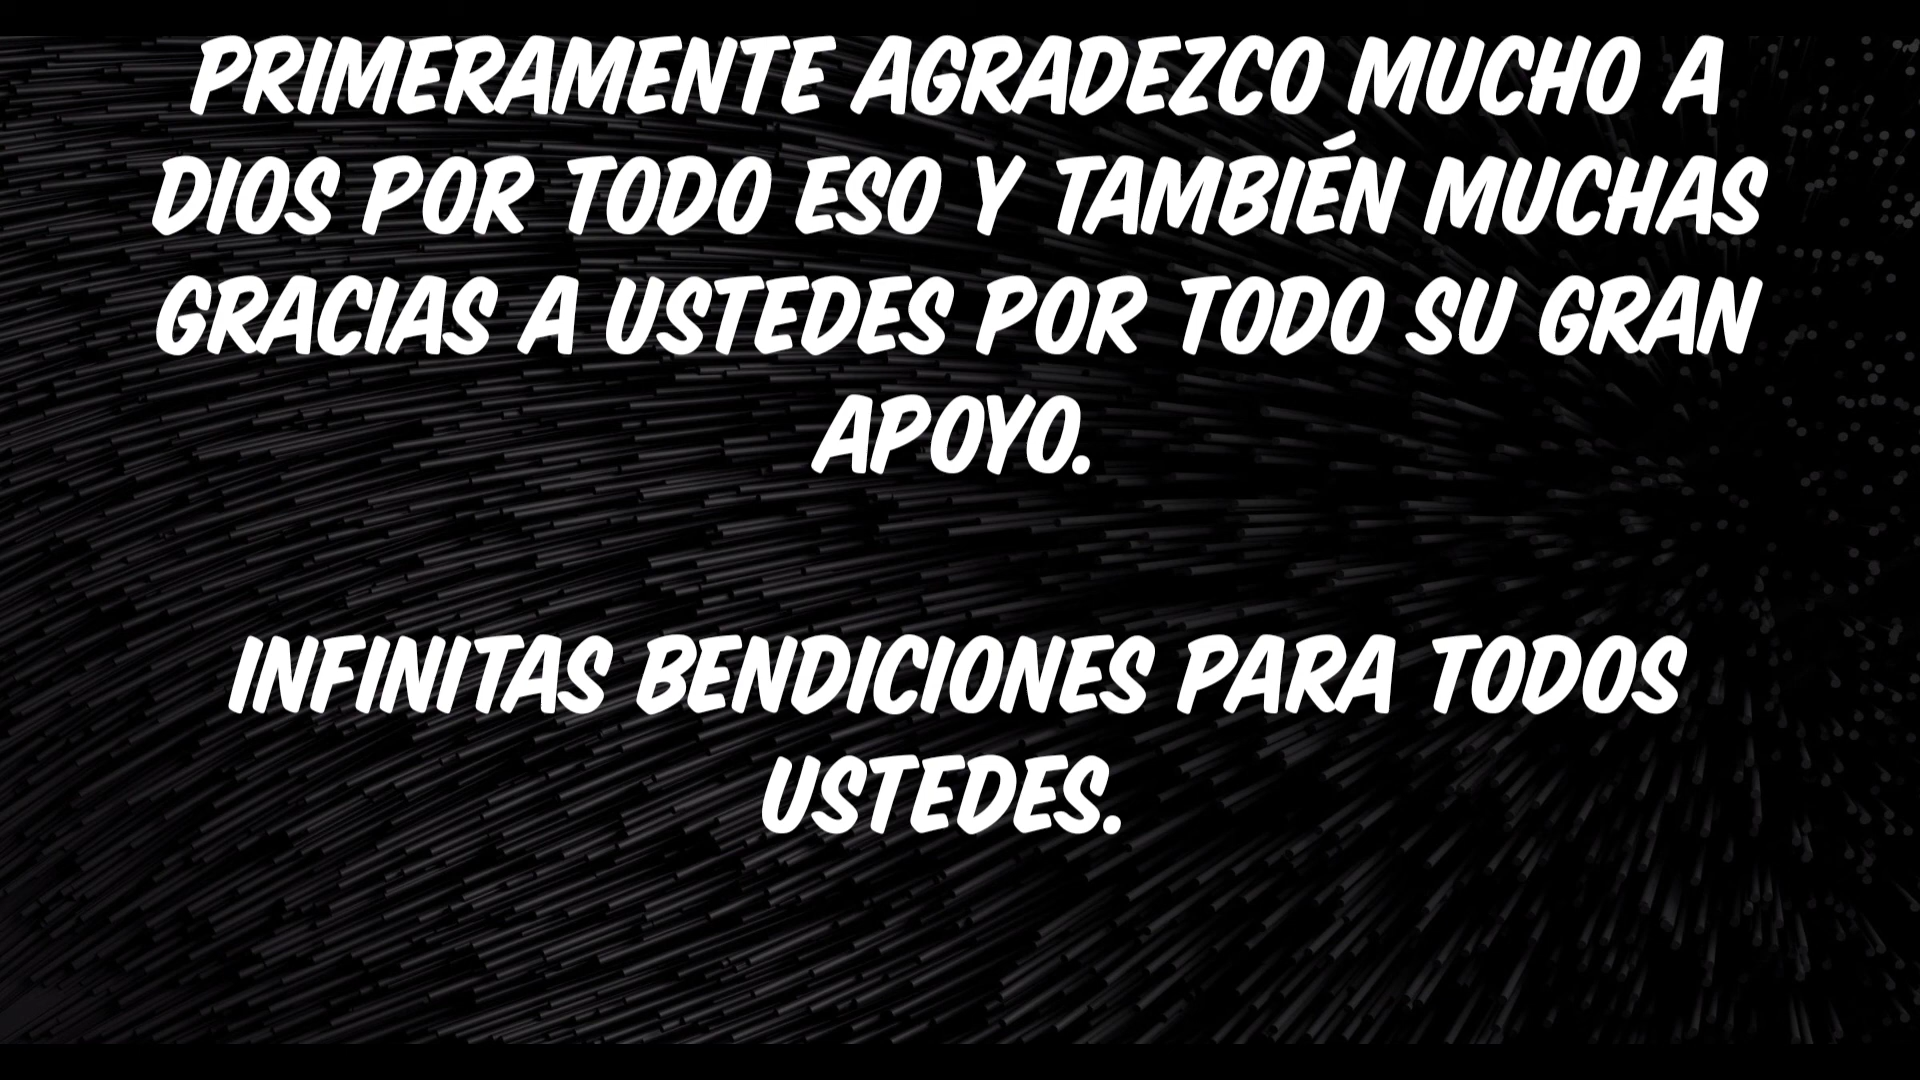 PRIMERAMENTE AGRADEZCO MUCHO A
DIOS POR TODO ESO Y TAMBIÉN MUCHAS
GRACIAS A USTEDES POR TODO SU GRAN
APOYO.
INFINITAS BENDICIONES PARA TODOS
USTEDES.